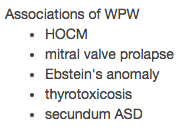 Associations of WPW
• HOCM
• mitral valve prolapse
• Ebstein's anomaly
• thyrotoxicosis
• secundum ASD